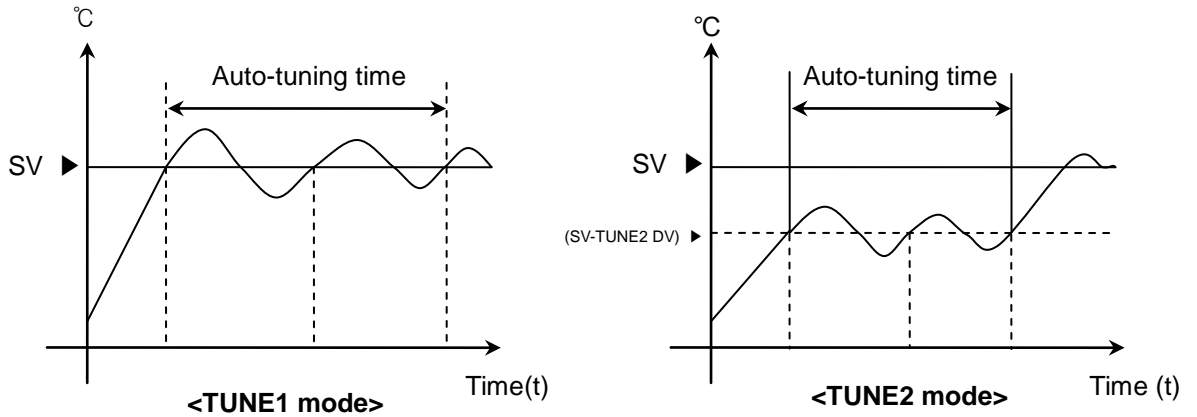 ℃
Auto-tuning time
SV ▶
Time(t)
<TUNE1 mode>
℃
Auto-tuning time
SV ▶
(SV-TUNE2 DV) ▶
Time (t)
<TUNE2 mode>